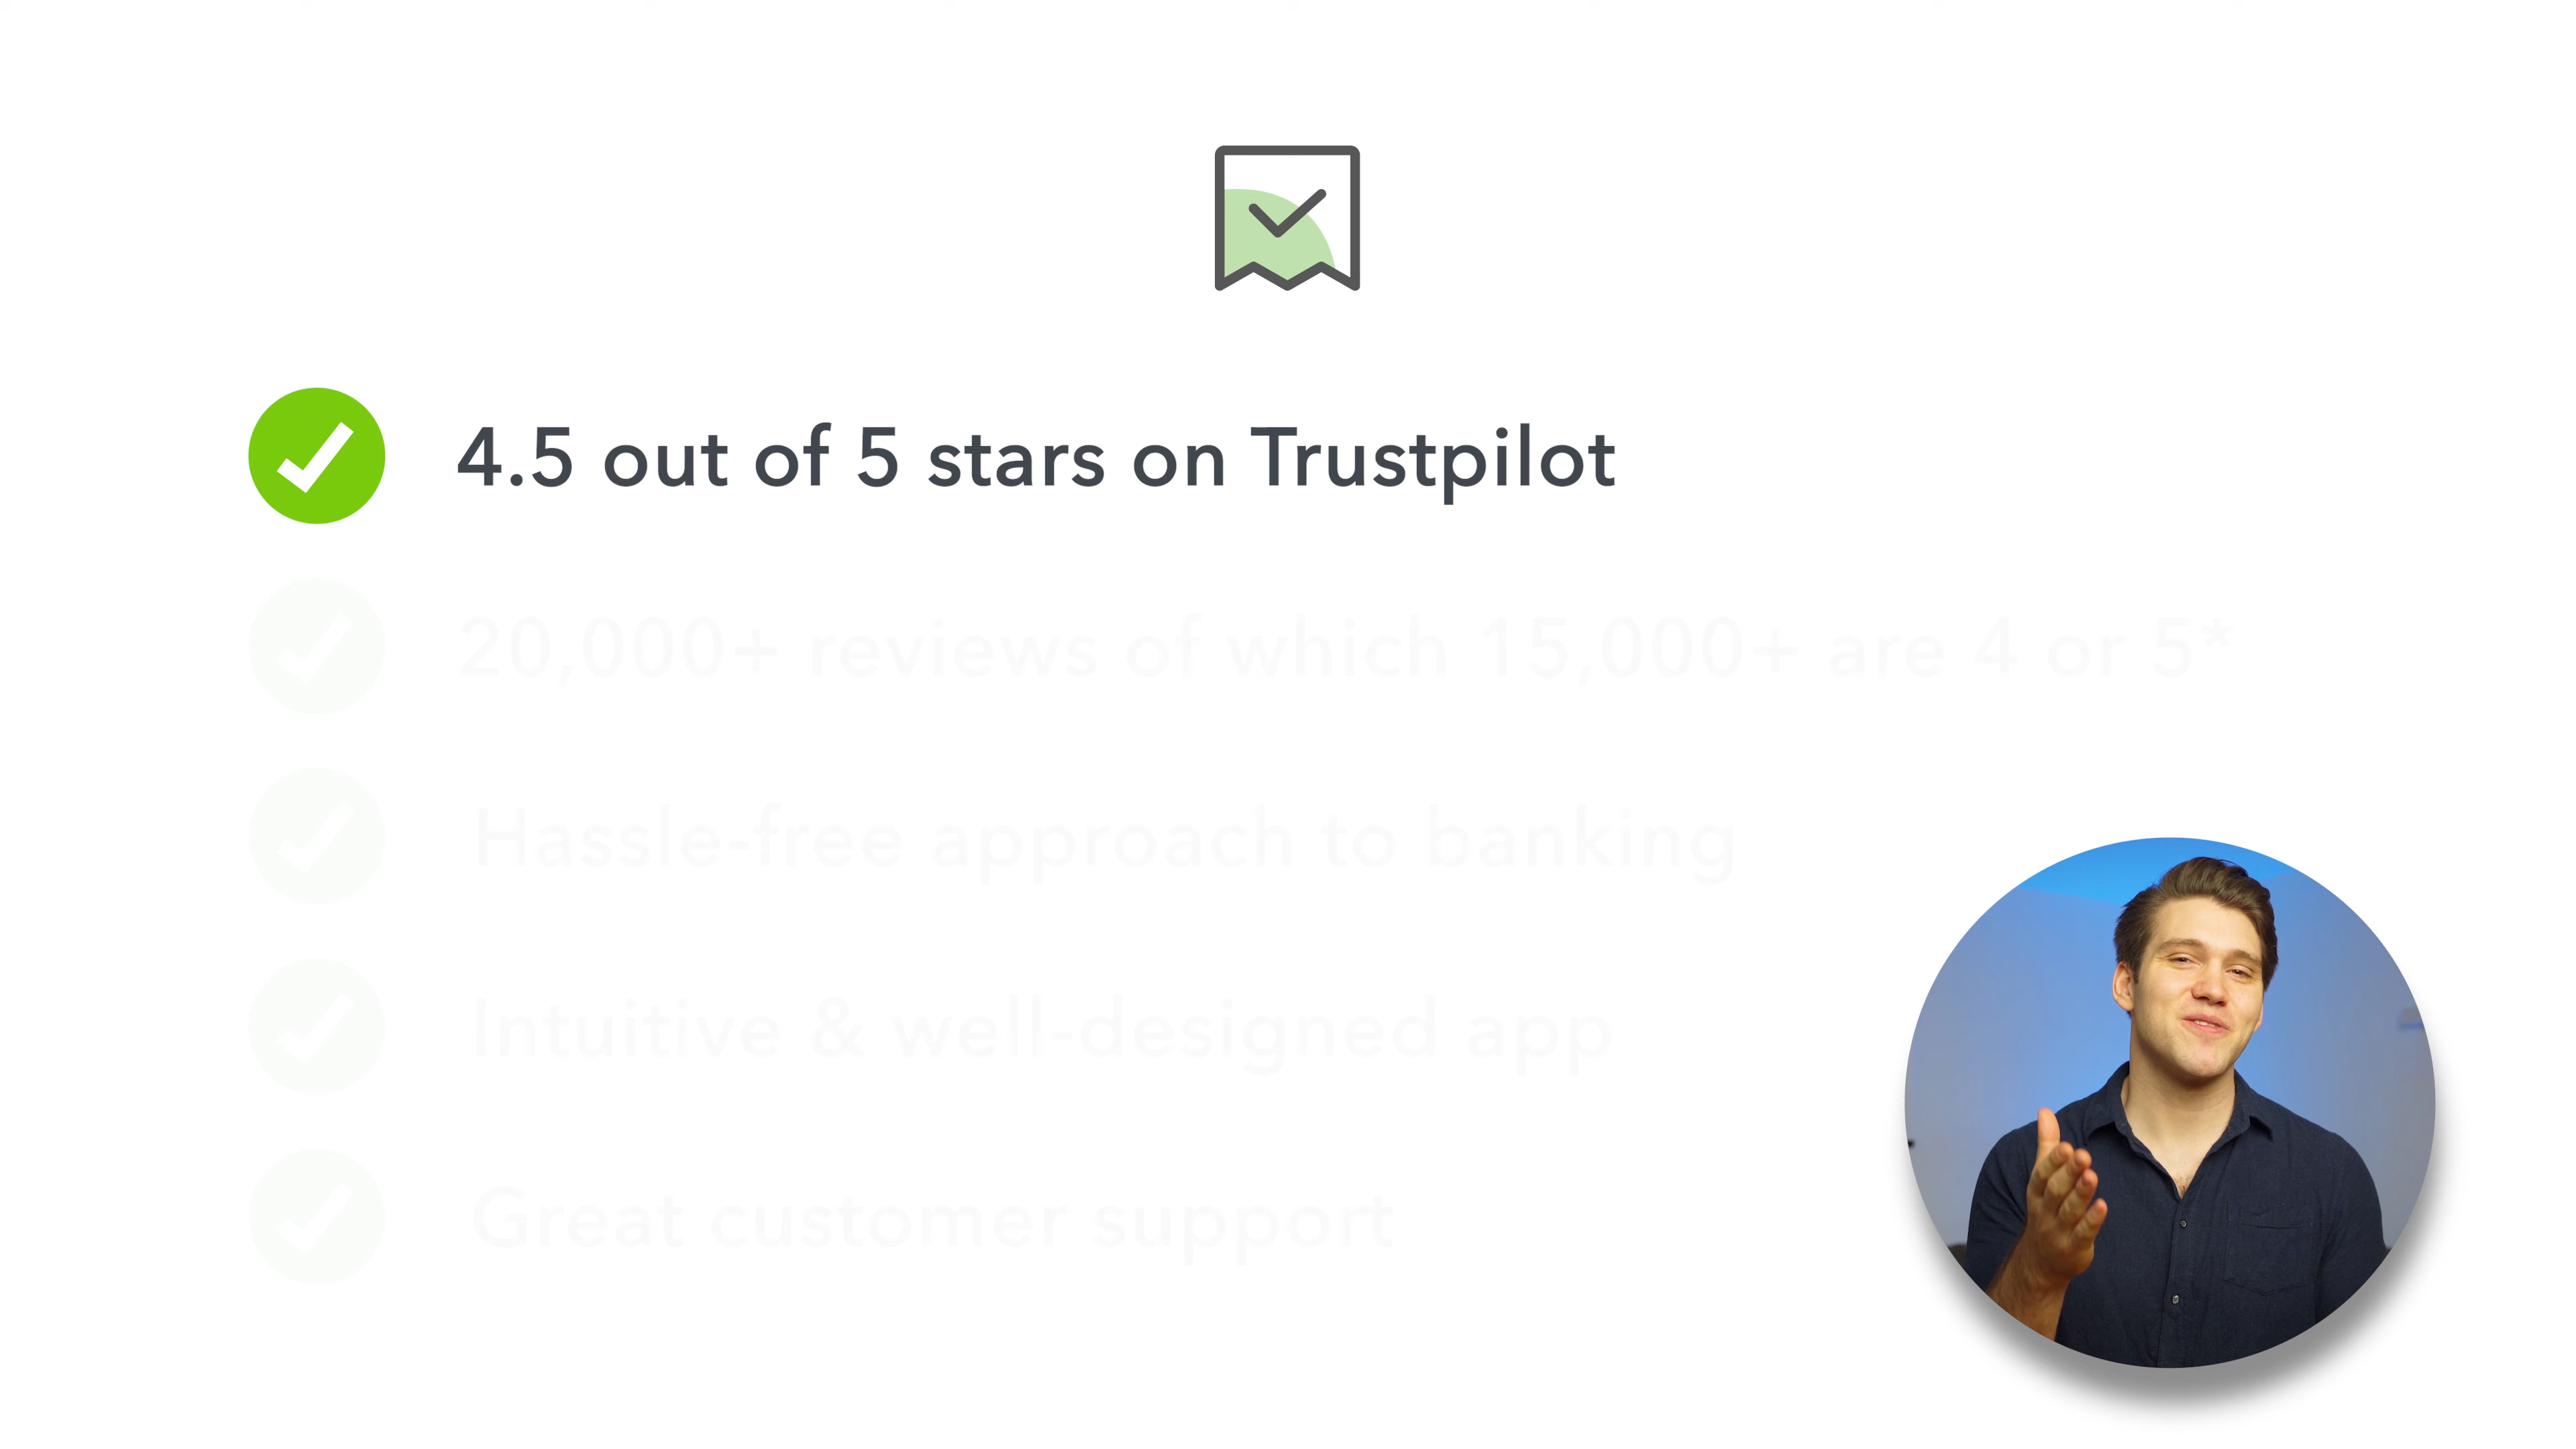 4.5 out of 5 stars on Trustpilot
20,000+ reviews of which 15,000+ are 4 or 5*
Hassle-free approach to banking
Intuitive & well-designed app
Great customer support